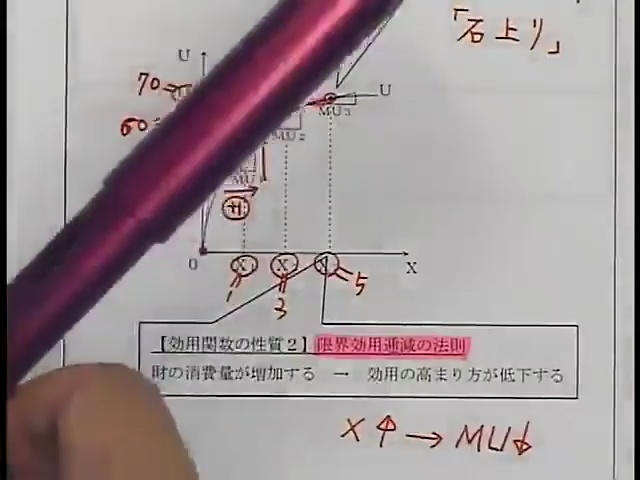 「石上り」
U
70
U
MU3
60
MU2
MU
+1
0
X
X
X
X
1
3
5
【効用関数の性質２】限界効用逓減の法則
財の消費量が増加する → 効用の高まり方が低下する
X↑→MU↓